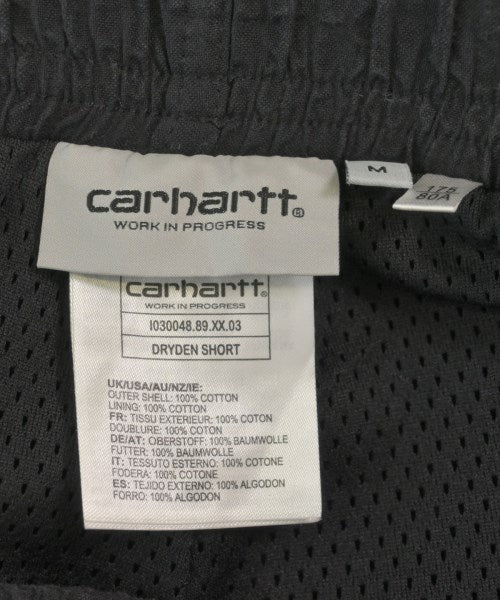 carhartt
WORK IN PROGRESS
M
175
80A
carhartt
WORK IN PROGRESS
I030048.89.XX.03
DRYDEN SHORT
UK/USA/AU/NZ/IE:
OUTER SHELL: 100% COTTON
LINING: 100% COTTON
FR: TISSU EXTERIEUR: 100% COTON
DOUBLURE: 100% COTON
DE/AT: OBERSTOFF: 100% BAUMWOLLE
FUTTER: 100% BAUMWOLLE
IT: TESSUTO ESTERNO: 100% COTONE
FODERA: 100% COTONE
ES: TEJIDO EXTERNO: 100% ALGODON
FORRO: 100% ALGODON